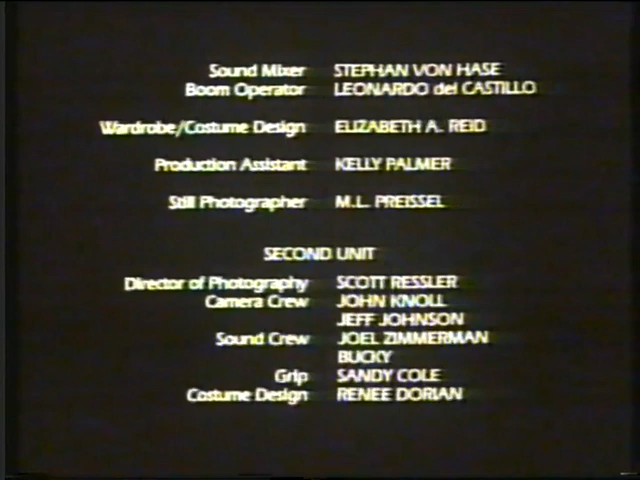 Sound Mixer STEPHAN VON HASE
Boom Operator LEONARDO del CASTILLO
Wardrobe/Costume Design ELIZABETH A. REID
Production Assistant KELLY PALMER
Still Photographer M.L. PREISSEL
SECOND UNIT
Director of Photography SCOTT RESSLER
Camera Crew JOHN KNOLL
JEFF JOHNSON
Sound Crew JOEL ZIMMERMAN
BUCKY
Grip SANDY COLE
Costume Design RENEE DORIAN